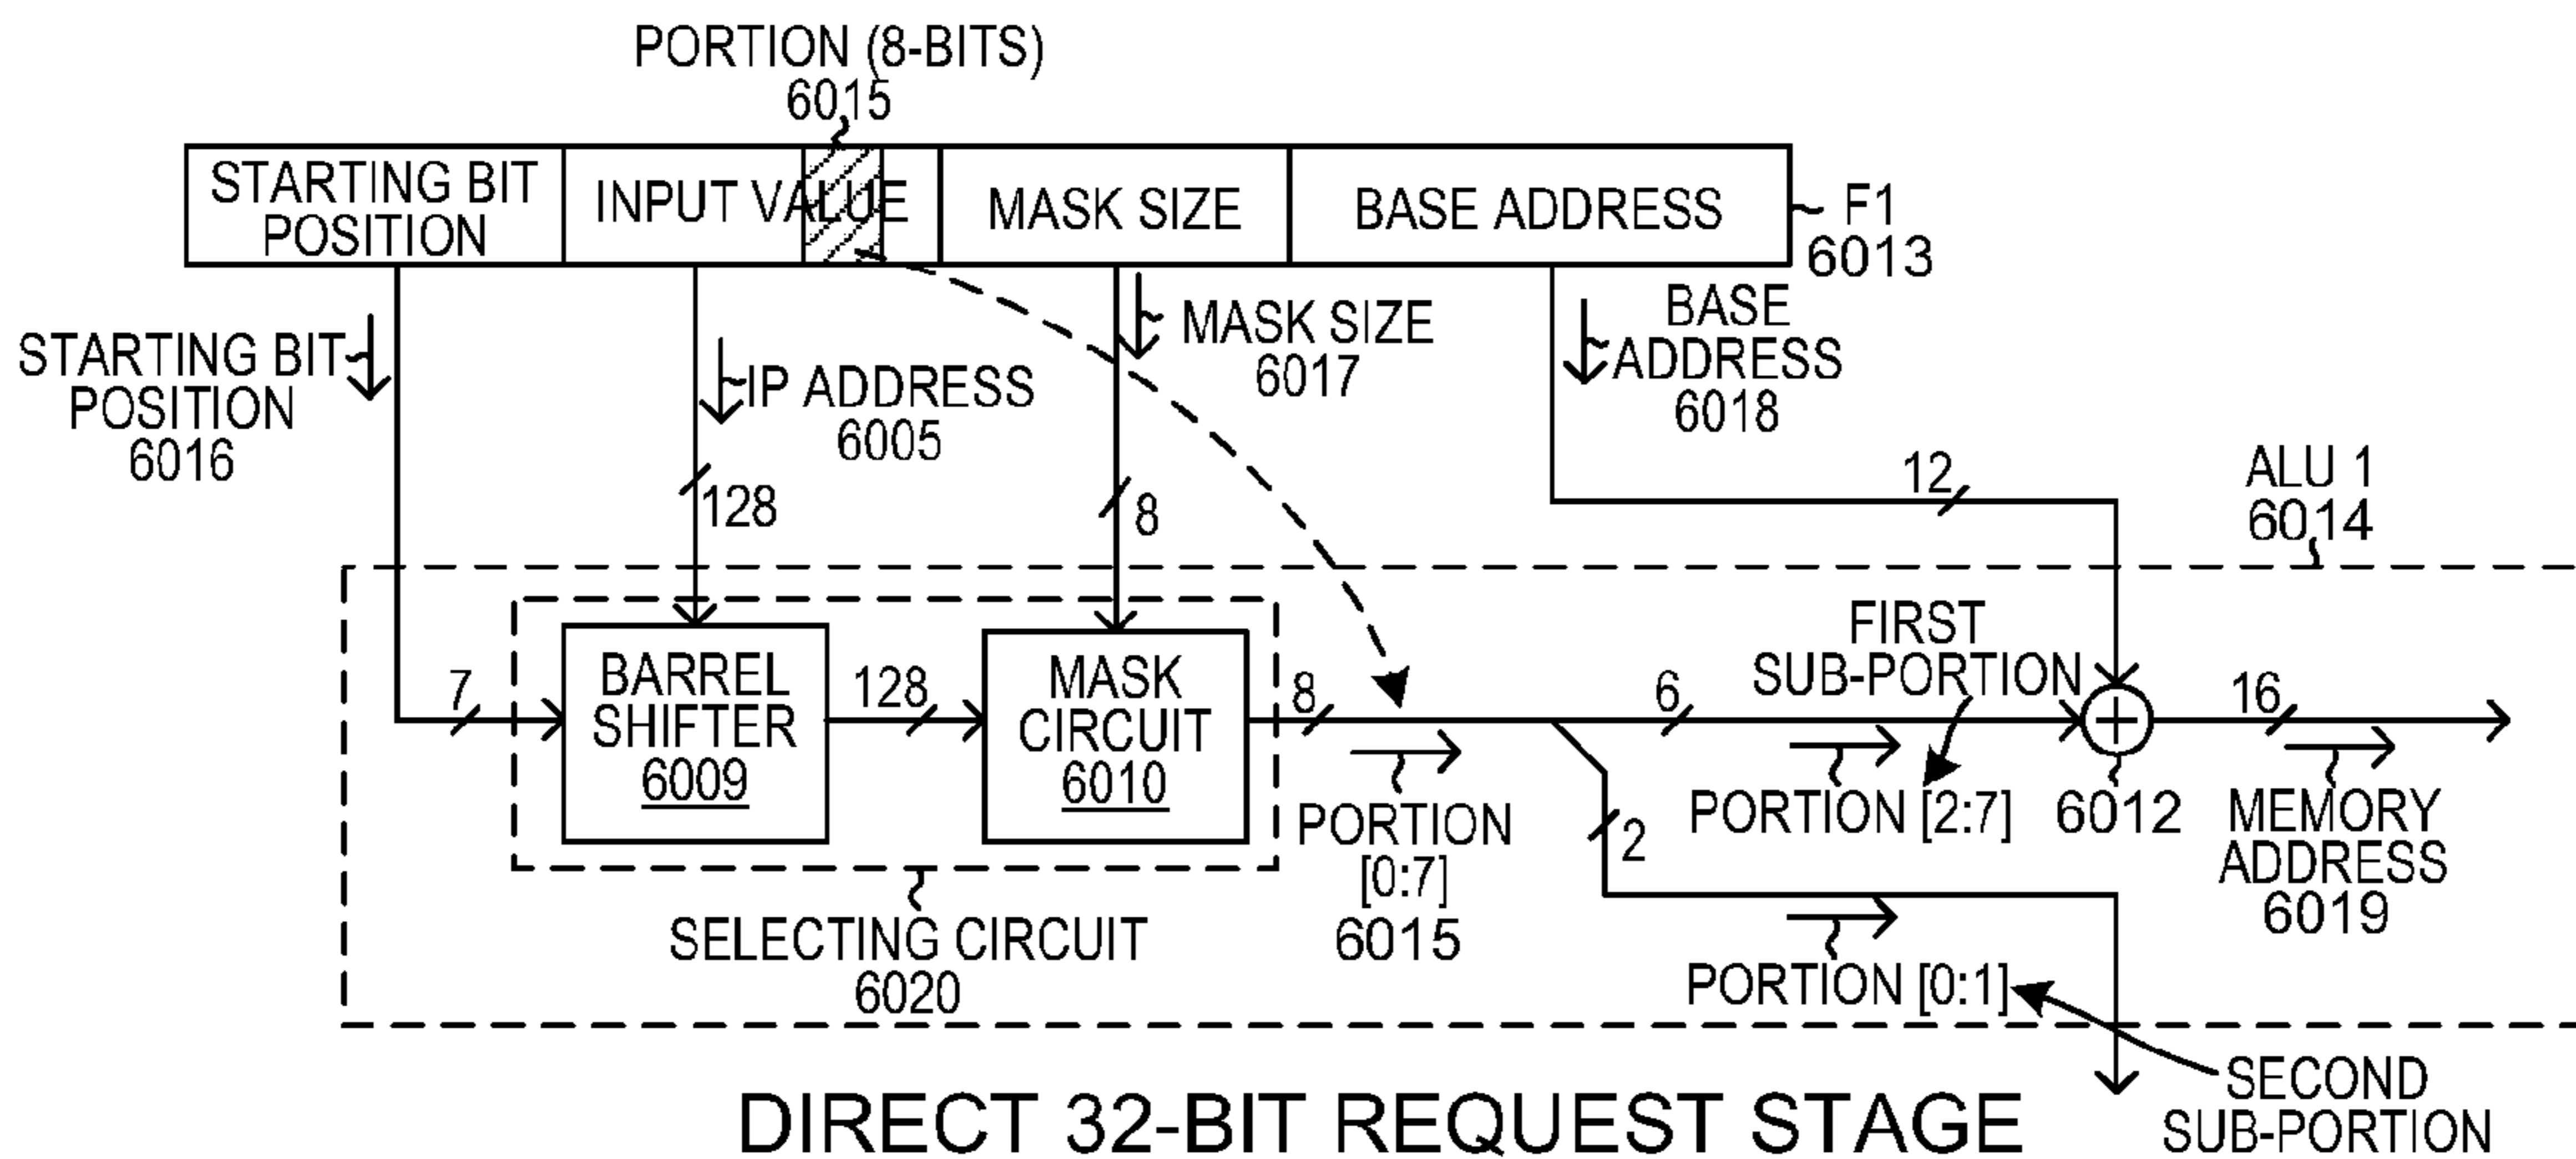 PORTION (8-BITS)
6015
STARTING BIT
POSITION
INPUT VALUE
MASK SIZE
BASE ADDRESS
F1
6013
STARTING BIT
POSITION
6016
IP ADDRESS
6005
MASK SIZE
6017
BASE
ADDRESS
6018
128
8
12
ALU 1
6014
7
BARREL
SHIFTER
6009
128
MASK
CIRCUIT
6010
8
PORTION
[0:7]
6015
6
FIRST
SUB-PORTION
PORTION [2:7]
6012
16
MEMORY
ADDRESS
6019
2
PORTION [0:1]
SELECTING CIRCUIT
6020
SECOND
SUB-PORTION
DIRECT 32-BIT REQUEST STAGE